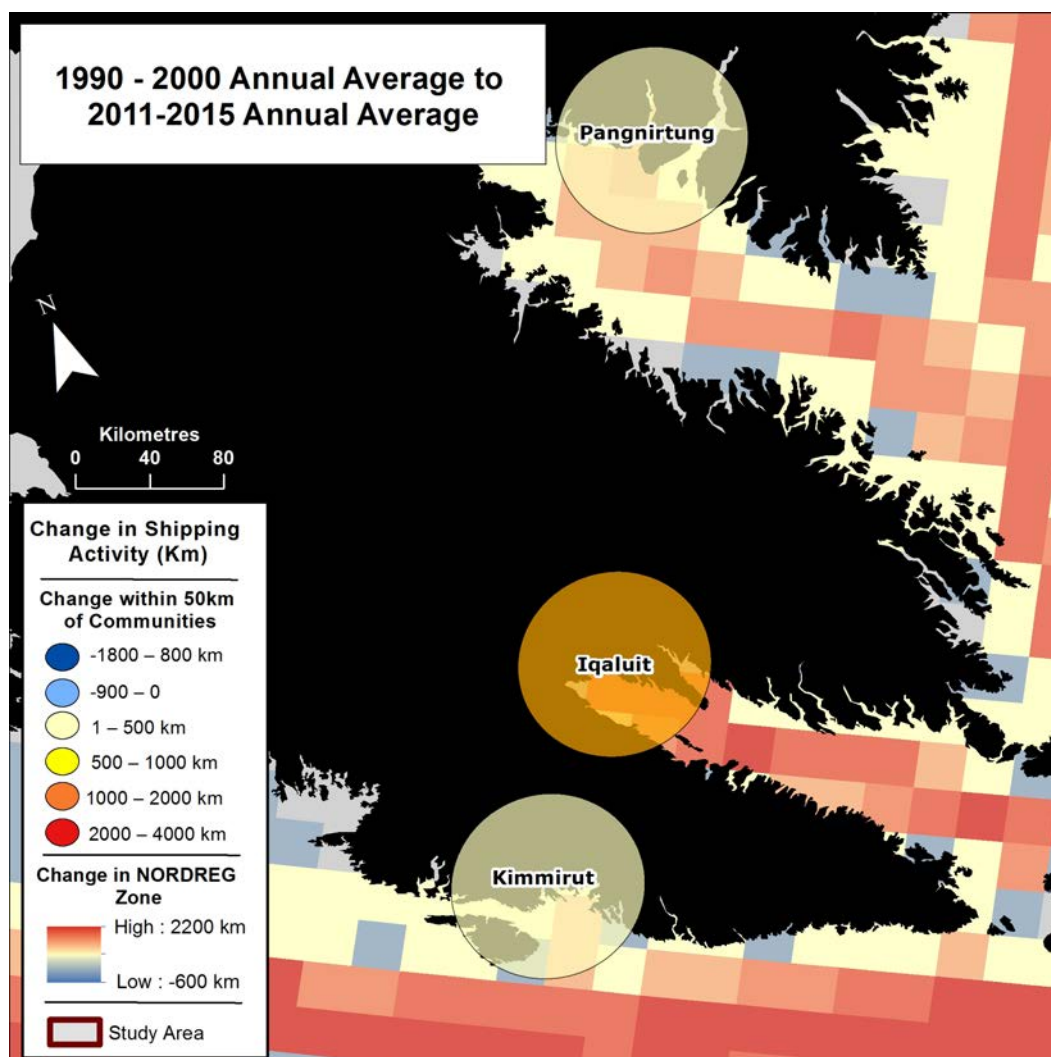 1990 - 2000 Annual Average to
2011-2015 Annual Average
Pangnirtung
N
Kilometres
0 40 80
Iqaluit
Kimmirut
Change in Shipping
Activity (Km)
Change within 50km
of Communities
-1800 – 800 km
-900 – 0
1 – 500 km
500 – 1000 km
1000 – 2000 km
2000 – 4000 km
Change in NORDREG
Zone
High : 2200 km
Low : -600 km
Study Area